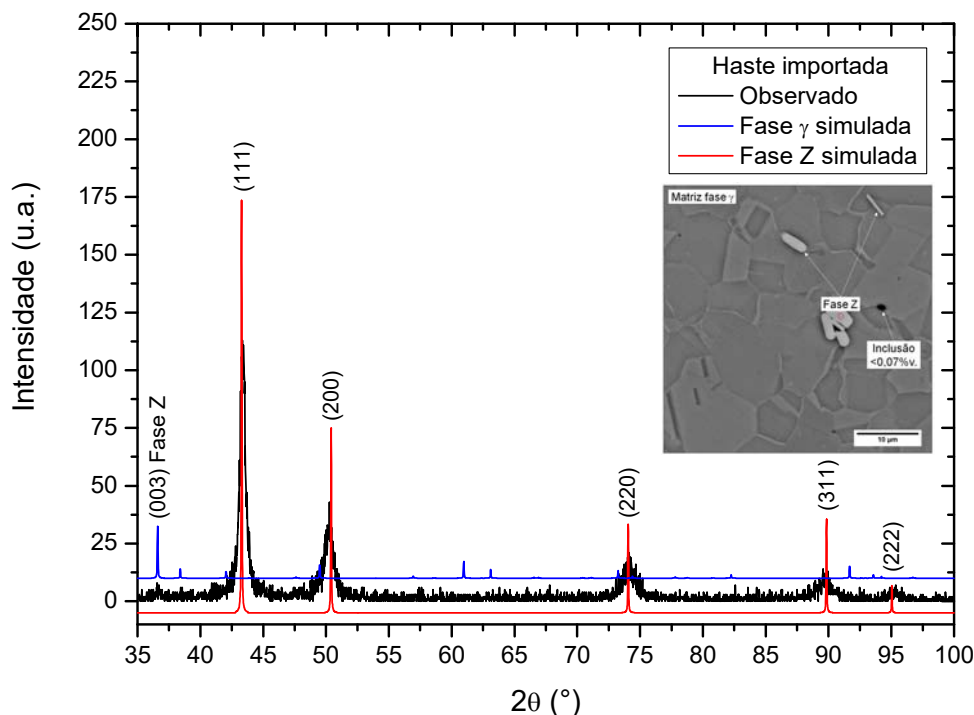 250
225
200
175
150
125
100
75
50
25
0
Intensidade (u.a.)
Haste importada
Observado
Fase γ simulada
Fase Z simulada
Matriz fase γ
Fase Z
Inclusão
<0,07%v.
10 µm
(003) Fase Z
(111)
(200)
(220)
(311)
(222)
35 40 45 50 55 60 65 70 75 80 85 90 95 100
2θ (°)